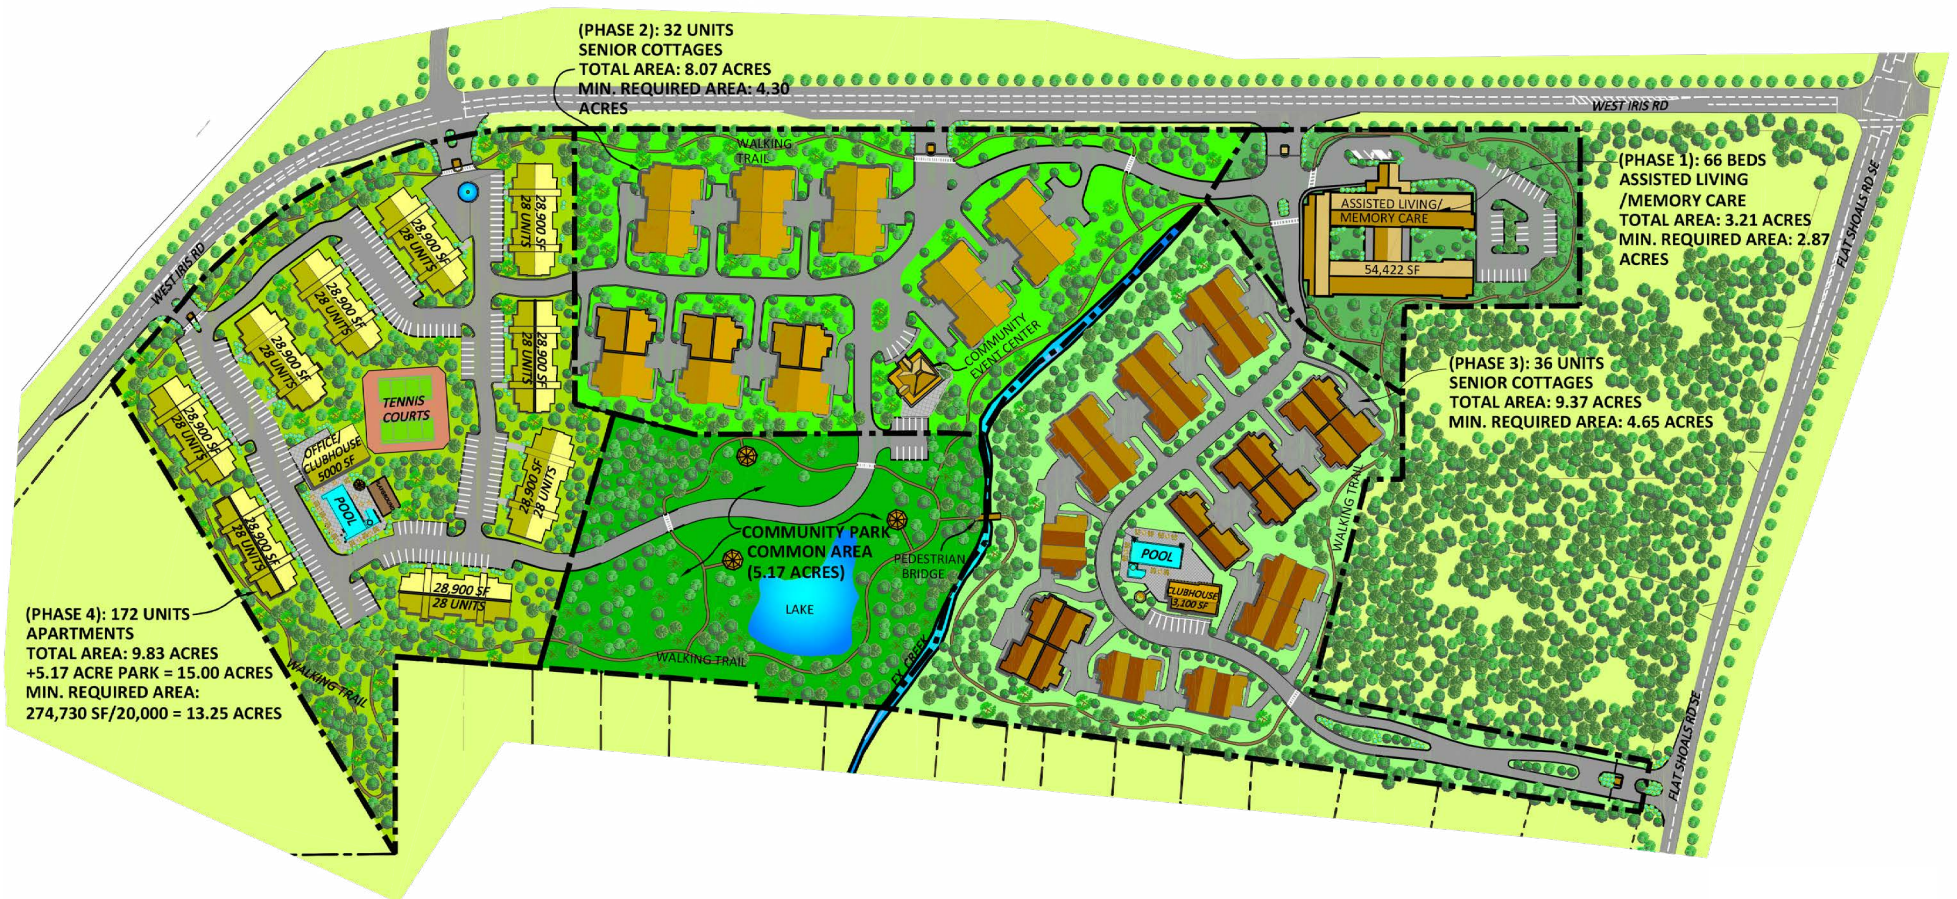 (PHASE 2): 32 UNITS
SENIOR COTTAGES
TOTAL AREA: 8.07 ACRES
MIN. REQUIRED AREA: 4.30
ACRES
WEST IRIS RD
WALKING
TRAIL
(PHASE 1): 66 BEDS
ASSISTED LIVING
/MEMORY CARE
TOTAL AREA: 3.21 ACRES
MIN. REQUIRED AREA: 2.87
ACRES
ASSISTED LIVING/
MEMORY CARE
54,422 SF
FLAT SHOALS RD SE
WEST IRIS RD
28,900 SF
28 UNITS
28,900 SF
28 UNITS
28,900 SF
28 UNITS
28,900 SF
28 UNITS
28,900 SF
28 UNITS
COMMUNITY
EVENT CENTER
(PHASE 3): 36 UNITS
SENIOR COTTAGES
TOTAL AREA: 9.37 ACRES
MIN. REQUIRED AREA: 4.65 ACRES
TENNIS
COURTS
28,900 SF
28 UNITS
OFFICE/
CLUBHOUSE
5000 SF
POOL
28,900 SF
28 UNITS
28,900 SF
28 UNITS
28,900 SF
28 UNITS
COMMUNITY PARK
COMMON AREA
(5.17 ACRES)
PEDESTRIAN
BRIDGE
LAKE
WALKING TRAIL
WALKING TRAIL
POOL
CLUBHOUSE
3,100 SF
(PHASE 4): 172 UNITS
APARTMENTS
TOTAL AREA: 9.83 ACRES
+5.17 ACRE PARK = 15.00 ACRES
MIN. REQUIRED AREA:
274,730 SF/20,000 = 13.25 ACRES
WALKING TRAIL
EX. CREEK
FLAT SHOALS RD SE